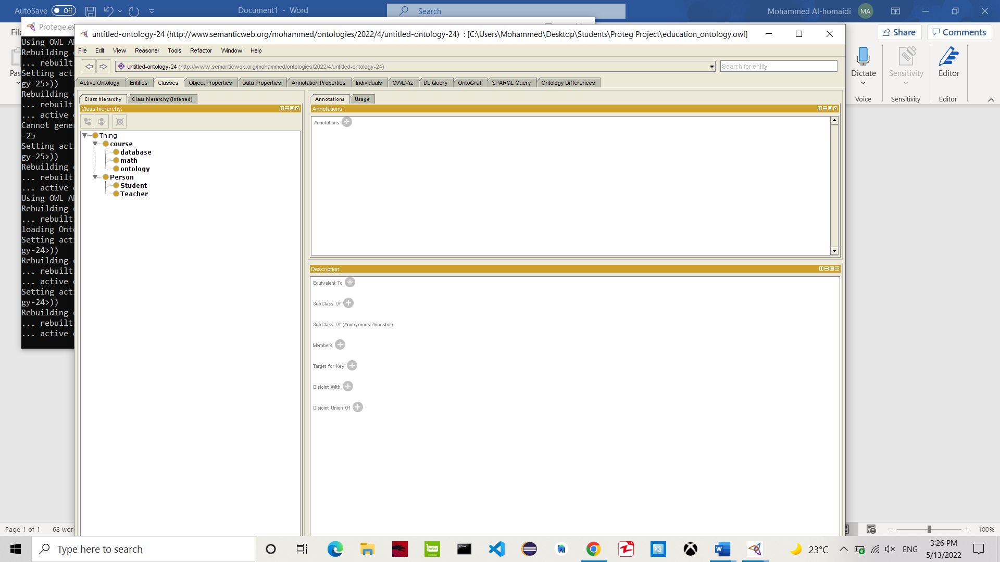 AutoSave Off Document1 - Word Search Mohammed Al-homaidi MA
Protege.ex
untitled-ontology-24 (http://www.semanticweb.org/mohammed/ontologies/2022/4/untitled-ontology-24) : [C:\Users\Mohammed\Desktop\Students\Proteg Project\education_ontology.owl]
File Edit View Reasoner Tools Refactor Window Help
untitled-ontology-24 (http://www.semanticweb.org/mohammed/ontologies/2022/4/untitled-ontology-24) Search for entity
Active Ontology Entities Classes Object Properties Data Properties Annotation Properties Individuals OWLViz DL Query OntoGraf SPARQL Query Ontology Differences
Class hierarchy Class hierarchy (inferred)
Class hierarchy:
Thing
course
database
math
ontology
Person
Student
Teacher
Annotations Usage
Annotations:
Annotations
Description:
Equivalent To
SubClass Of
SubClass Of (Anonymous Ancestor)
Members
Target for Key
Disjoint With
Disjoint Union Of
Using OWL A
Rebuilding
... rebuilt
Setting acti
gy-25>))
Rebuilding
... rebuilt
... active
Cannot gener
-25
Setting acti
gy-25>))
Rebuilding
... rebuilt
... active
Using OWL A
Rebuilding
... rebuilt
loading Onto
Setting acti
gy-24>))
Rebuilding
... rebuilt
... active
Setting acti
gy-24>))
Rebuilding
... rebuilt
... active
Share Comments
Dictate Sensitivity Editor
Voice Sensitivity Editor
Page 1 of 1 68 wor 100%
Type here to search 23°C ENG 3:26 PM
5/13/2022